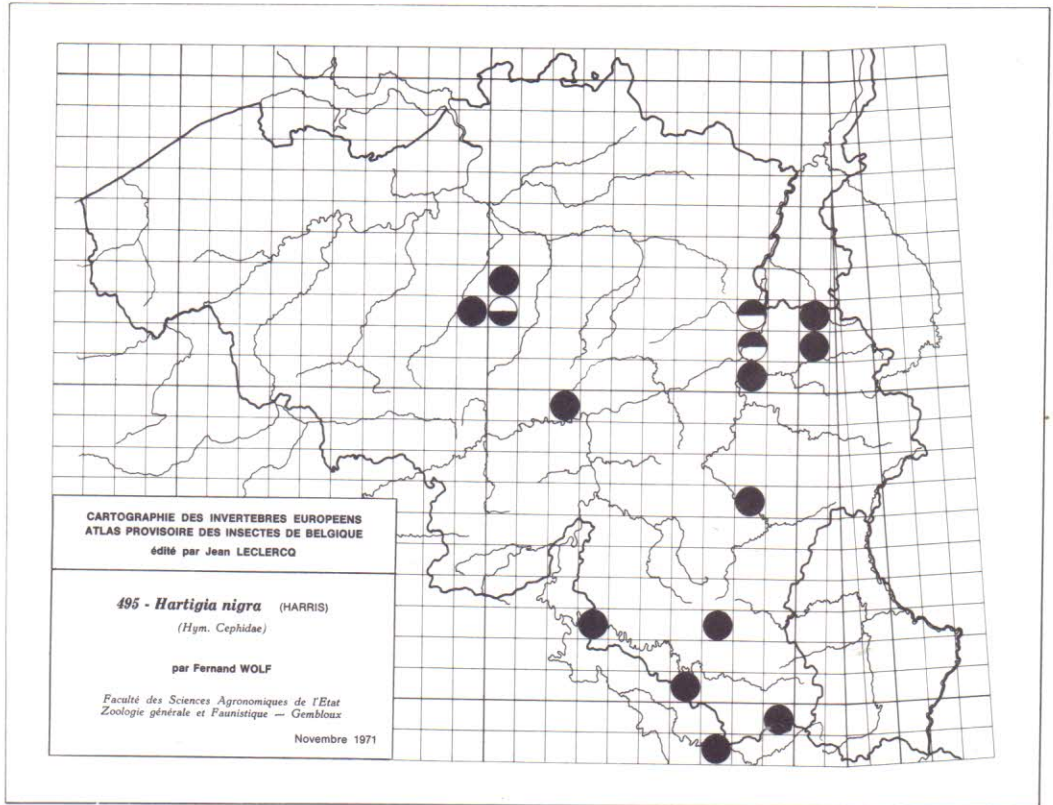 CARTOGRAPHIE DES INVERTEBRES EUROPEENS
ATLAS PROVISOIRE DES INSECTES DE BELGIQUE
édité par Jean LECLERCQ
495 - Hartigia nigra (HARRIS)
(Hym. Cephidae)
par Fernand WOLF
Faculté des Sciences Agronomiques de l'Etat
Zoologie générale et Faunistique — Gembloux
Novembre 1971